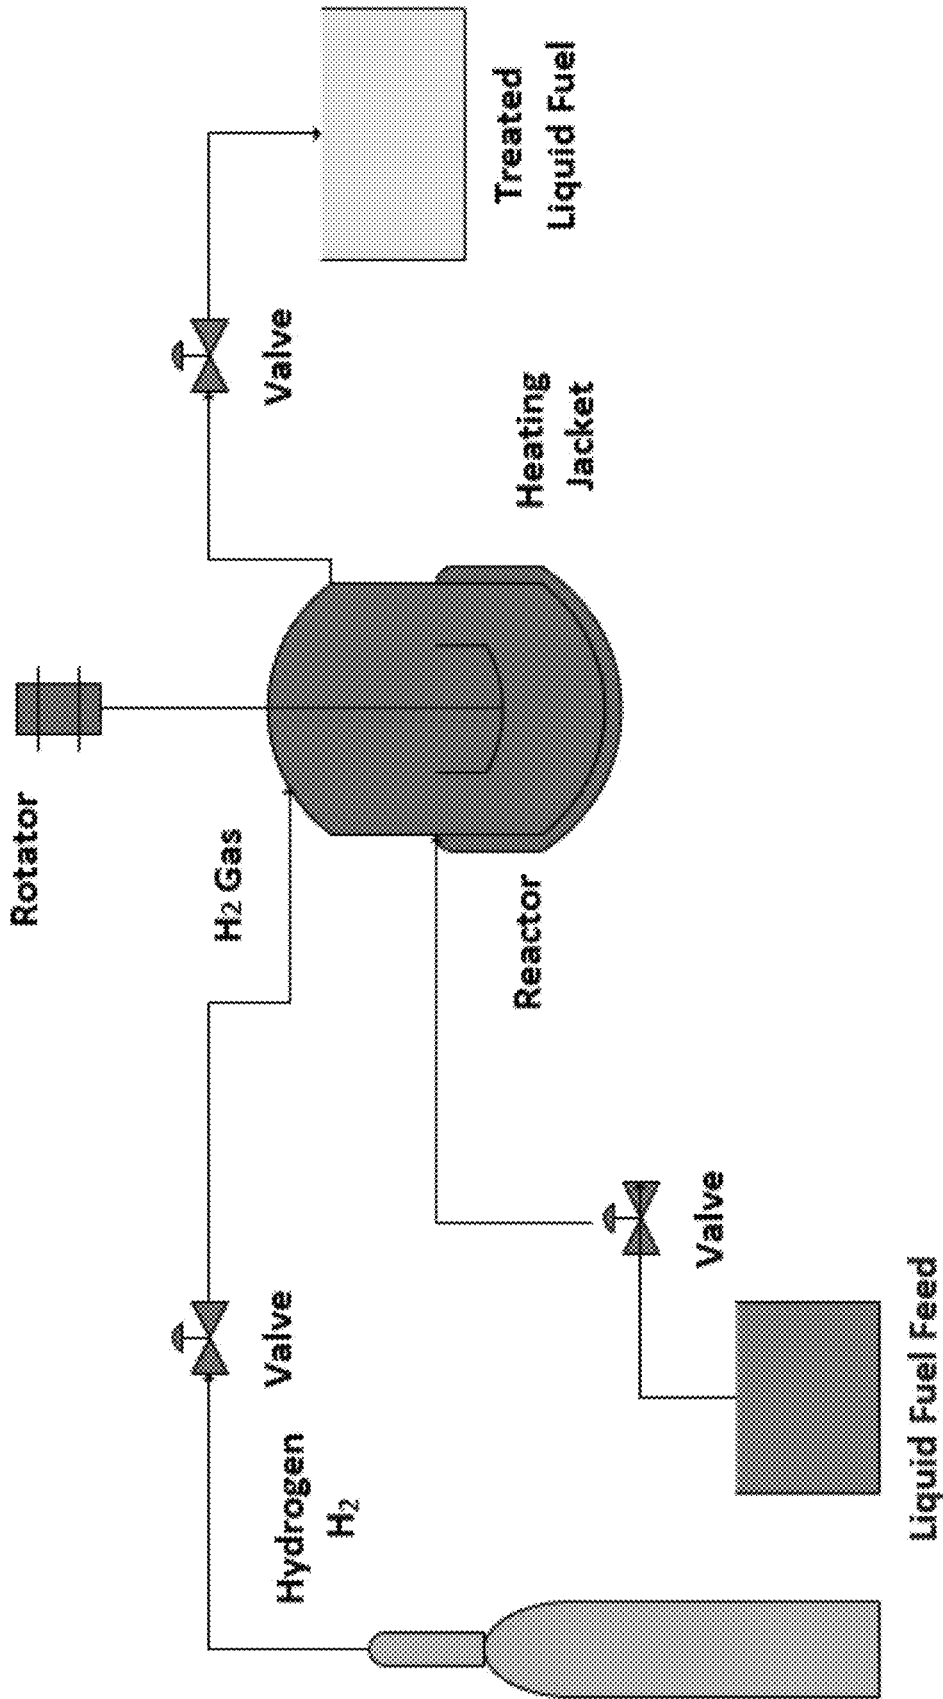 Rotator
H2 Gas
Valve
Treated
Liquid Fuel
Hydrogen
H2
Valve
Reactor
Heating
Jacket
Valve
Liquid Fuel Feed